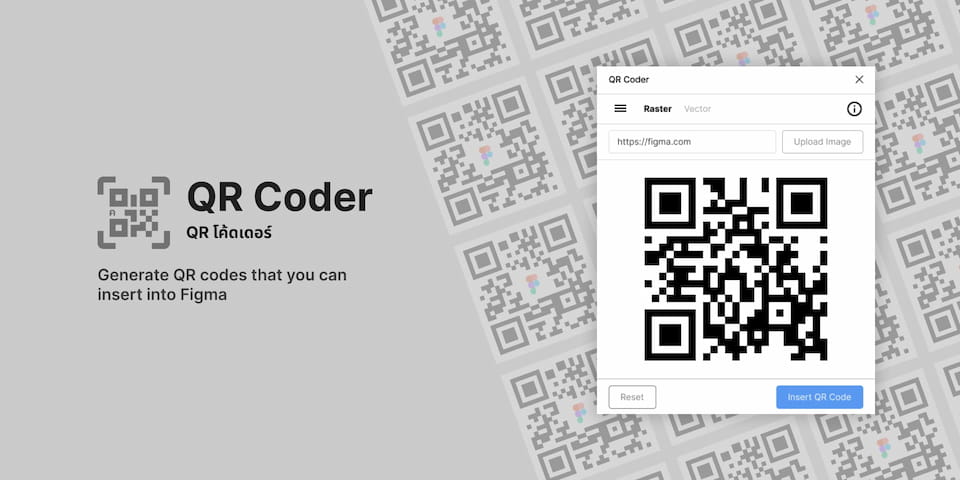 QR Coder
QR โค้ดเดอร์
Generate QR codes that you can
insert into Figma
QR Coder
Raster
Vector
https://figma.com
Upload Image
Reset
Insert QR Code